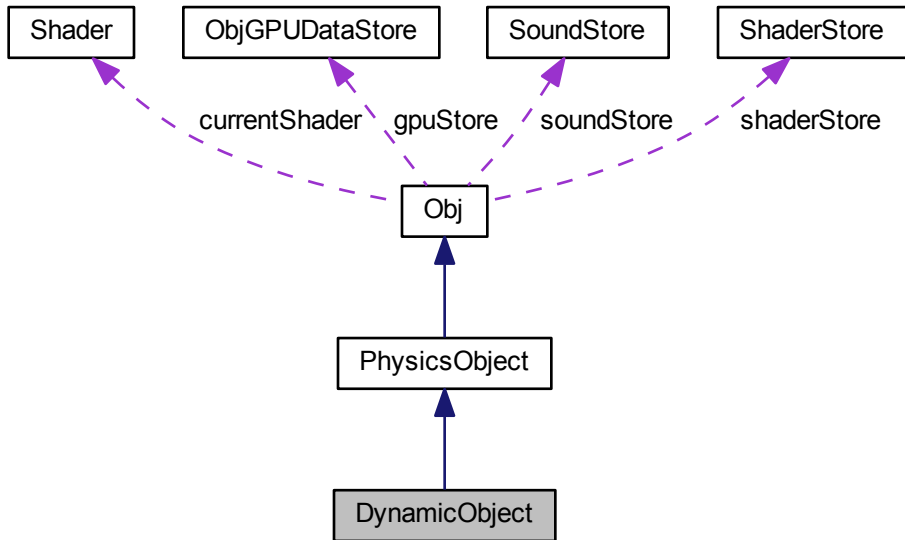 Shader
ObjGPUDataStore
SoundStore
ShaderStore
currentShader
gpuStore
soundStore
shaderStore
Obj
PhysicsObject
DynamicObject